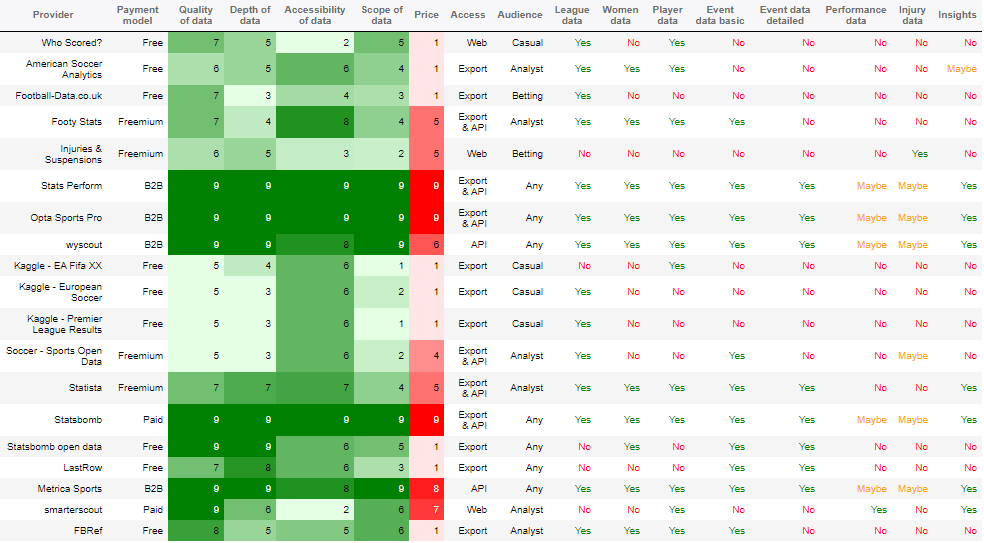 Provider Payment model Quality of data Depth of data Accessibility of data Scope of data Price Access Audience League data Women data Player data Event data basic Event data detailed Performance data Injury data Insights
Who Scored? Free 7 5 2 5 1 Web Casual Yes No Yes No No No No No
American Soccer Analytics Free 6 5 6 4 1 Export Analyst Yes Yes Yes No No No No Maybe
Football-Data.co.uk Free 7 3 4 3 1 Export Betting Yes No No No No No No No
Footy Stats Freemium 7 4 8 4 5 Export & API Analyst Yes Yes Yes Yes No No No No
Injuries & Suspensions Freemium 6 5 3 2 5 Web Betting No No No No No No Yes No
Stats Perform B2B 9 9 9 9 9 Export & API Any Yes Yes Yes Yes Yes Maybe Maybe Yes
Opta Sports Pro B2B 9 9 9 9 9 Export & API Any Yes Yes Yes Yes Yes Maybe Maybe Yes
wyscout B2B 9 9 8 9 6 API Any Yes Yes Yes Yes Yes Maybe Maybe Yes
Kaggle - EA Fifa XX Free 5 4 6 1 1 Export Casual No No Yes No No No No No
Kaggle - European Soccer Free 5 3 6 2 1 Export Casual Yes No No No No No No No
Kaggle - Premier League Results Free 5 3 6 1 1 Export Casual Yes No No No No No No No
Soccer - Sports Open Data Freemium 5 3 6 2 4 Export & API Analyst Yes No No Yes No No Maybe No
Statista Freemium 7 7 7 4 5 Export & API Analyst Yes Yes Yes Yes Yes No No Yes
Statsbomb Paid 9 9 9 9 9 Export & API Any Yes Yes Yes Yes Yes Maybe Maybe Yes
Statsbomb open data Free 9 9 6 5 1 Export Any No Yes No Yes Yes No No No
LastRow Free 7 8 6 3 1 Export Any No No No Yes Yes No No No
Metrica Sports B2B 9 9 8 9 8 API Any Yes Yes Yes Yes Yes Maybe Maybe Yes
smarterscout Paid 9 6 2 6 7 Web Analyst No No Yes No No Yes No Yes
FBRef Free 8 5 5 6 1 Export Analyst Yes Yes Yes Yes No No No No